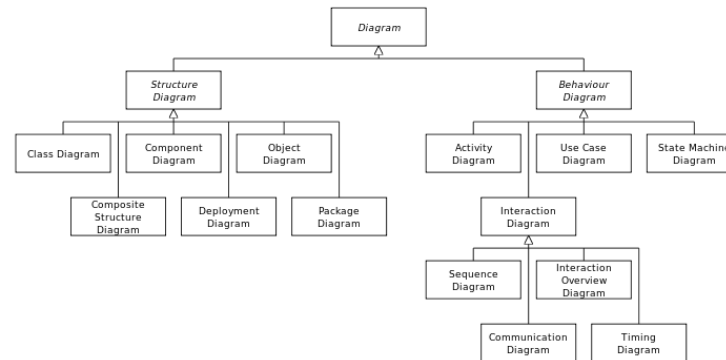 Diagram
Structure
Diagram
Behaviour
Diagram
Class Diagram
Component
Diagram
Object
Diagram
Activity
Diagram
Use Case
Diagram
State Machine
Diagram
Composite
Structure
Diagram
Deployment
Diagram
Package
Diagram
Interaction
Diagram
Sequence
Diagram
Interaction
Overview
Diagram
Communication
Diagram
Timing
Diagram